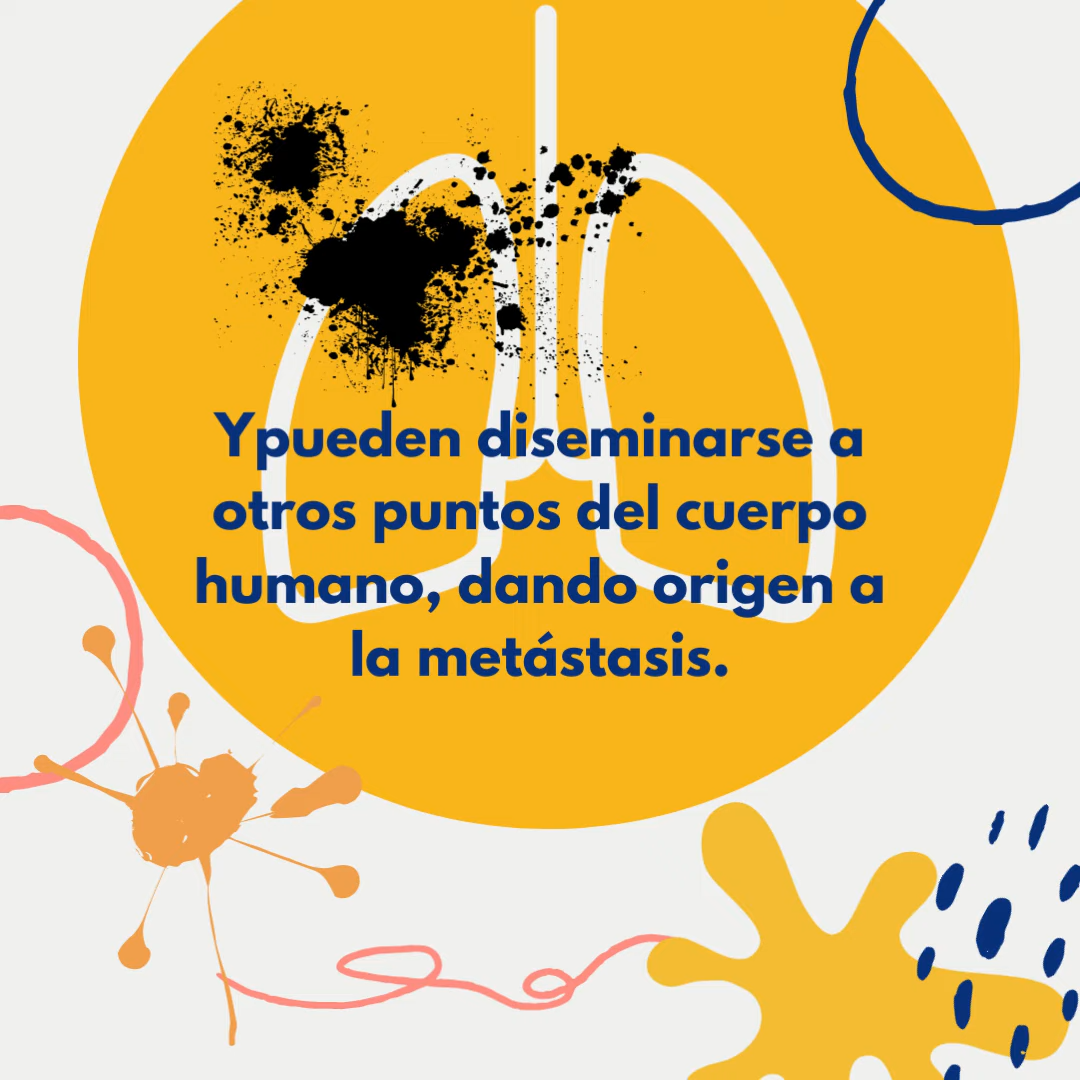 Ypueden diseminarse a
otros puntos del cuerpo
humano, dando origen a
la metástasis.